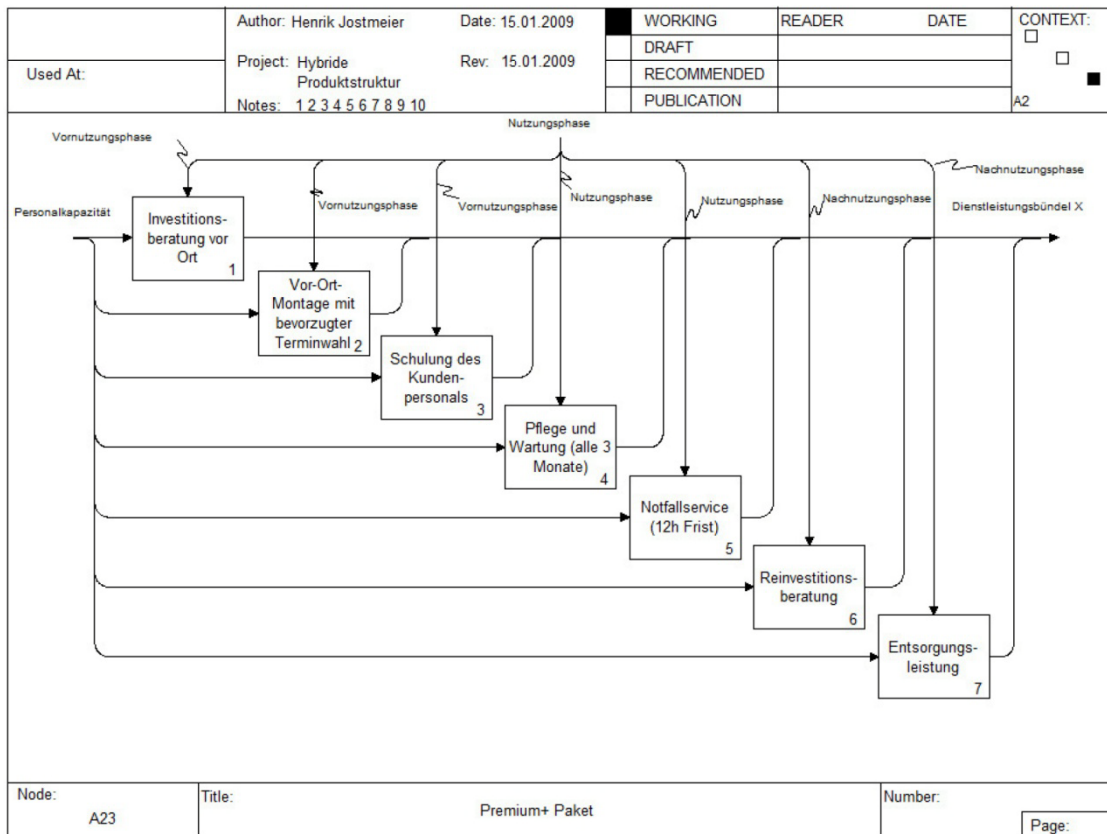 Used At:
Author: Henrik Jostmeier
Date: 15.01.2009
Project: Hybride
Produktstruktur
Rev: 15.01.2009
Notes: 1 2 3 4 5 6 7 8 9 10
WORKING
DRAFT
RECOMMENDED
PUBLICATION
READER
DATE
CONTEXT:
A2
Nutzungsphase
Vornutzungsphase
Nachnutzungsphase
Vornutzungsphase
Vornutzungsphase
Nutzungsphase
Nutzungsphase
Nachnutzungsphase
Personalkapazität
Dienstleistungsbündel X
Investitions-
beratung vor
Ort
1
Vor-Ort-
Montage mit
bevorzugter
Terminwahl
2
Schulung des
Kunden-
personals
3
Pflege und
Wartung (alle 3
Monate)
4
Notfallservice
(12h Frist)
5
Reinvestitions-
beratung
6
Entsorgungs-
leistung
7
Node:
A23
Title:
Premium+ Paket
Number:
Page: